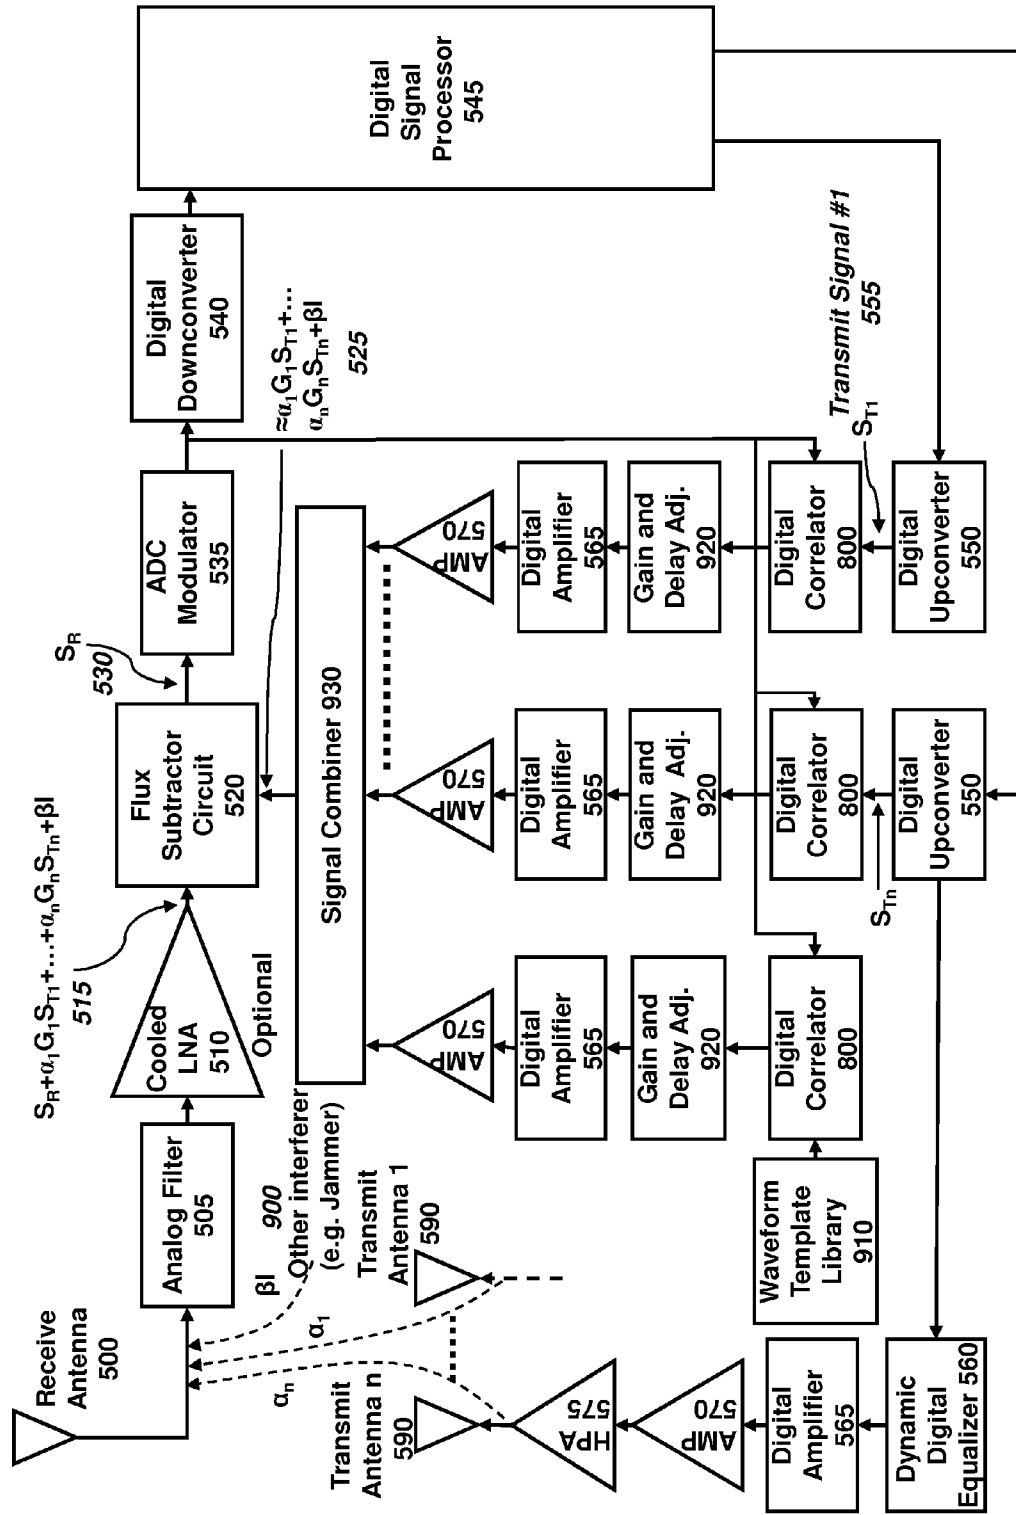 Receive
Antenna
500
Analog Filter
505
Cooled
LNA
510
Optional
S_R+α_1G_1S_T1+...+α_nG_nS_Tn+βI
515
Flux
Subtractor
Circuit
520
S_R
530
ADC
Modulator
535
Digital
Downconverter
540
Digital
Signal
Processor
545
≈α_1G_1S_T1+...
α_nG_nS_Tn+βI
525
βI
900
Other interferer
(e.g. Jammer)
α_1
α_n
Transmit
Antenna n
590
Transmit
Antenna 1
590
Signal Combiner 930
AMP
570
AMP
570
AMP
570
Digital
Amplifier
565
Digital
Amplifier
565
Digital
Amplifier
565
Gain and
Delay Adj.
920
Gain and
Delay Adj.
920
Gain and
Delay Adj.
920
Waveform
Template
Library
910
Digital
Correlator
800
Digital
Correlator
800
Digital
Correlator
800
S_Tn
S_T1
Transmit Signal #1
555
Digital
Upconverter
550
Digital
Upconverter
550
HPA
575
AMP
570
Digital
Amplifier
565
Dynamic
Digital
Equalizer 560